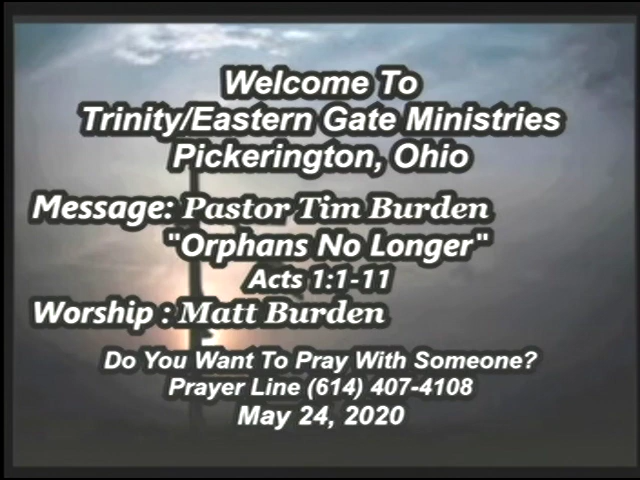 Welcome To
Trinity/Eastern Gate Ministries
Pickerington, Ohio
Message: Pastor Tim Burden
"Orphans No Longer"
Acts 1:1-11
Worship : Matt Burden
Do You Want To Pray With Someone?
Prayer Line (614) 407-4108
May 24, 2020